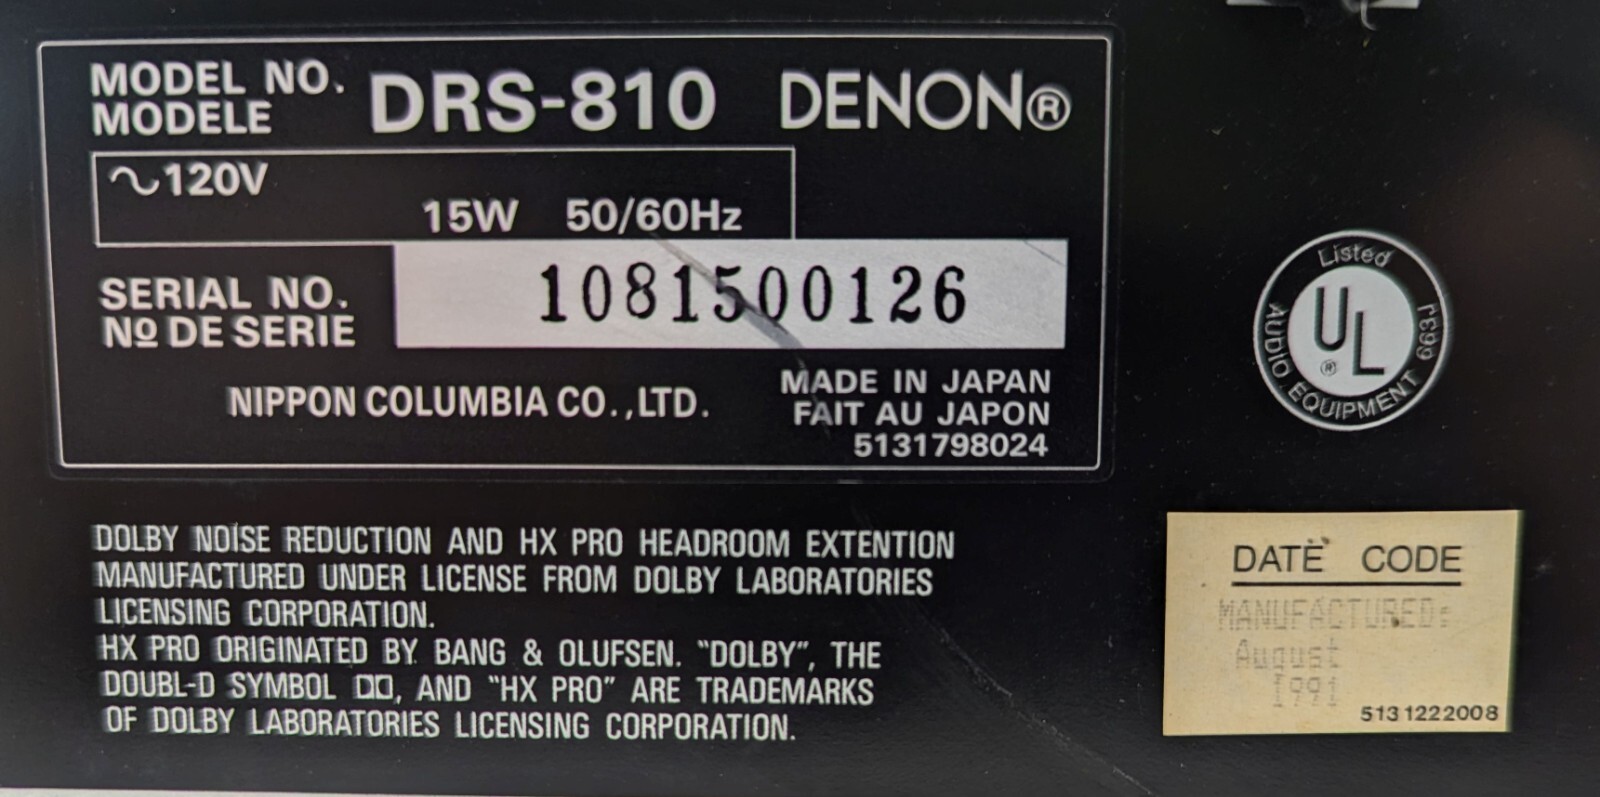 MODEL NO. DRS-810 DENON®
MODELE
~120V
15W 50/60Hz
SERIAL NO. 1081500126
Nº DE SERIE
NIPPON COLUMBIA CO.,LTD.
MADE IN JAPAN
FAIT AU JAPON
5131798024
Listed
UL®
AUDIO EQUIPMENT 663J
DOLBY NOISE REDUCTION AND HX PRO HEADROOM EXTENTION
MANUFACTURED UNDER LICENSE FROM DOLBY LABORATORIES
LICENSING CORPORATION.
HX PRO ORIGINATED BY BANG & OLUFSEN. "DOLBY", THE
DOUBL-D SYMBOL, AND "HX PRO" ARE TRADEMARKS
OF DOLBY LABORATORIES LICENSING CORPORATION.
DATE CODE
MANUFACTURED:
August
1991
5131222008